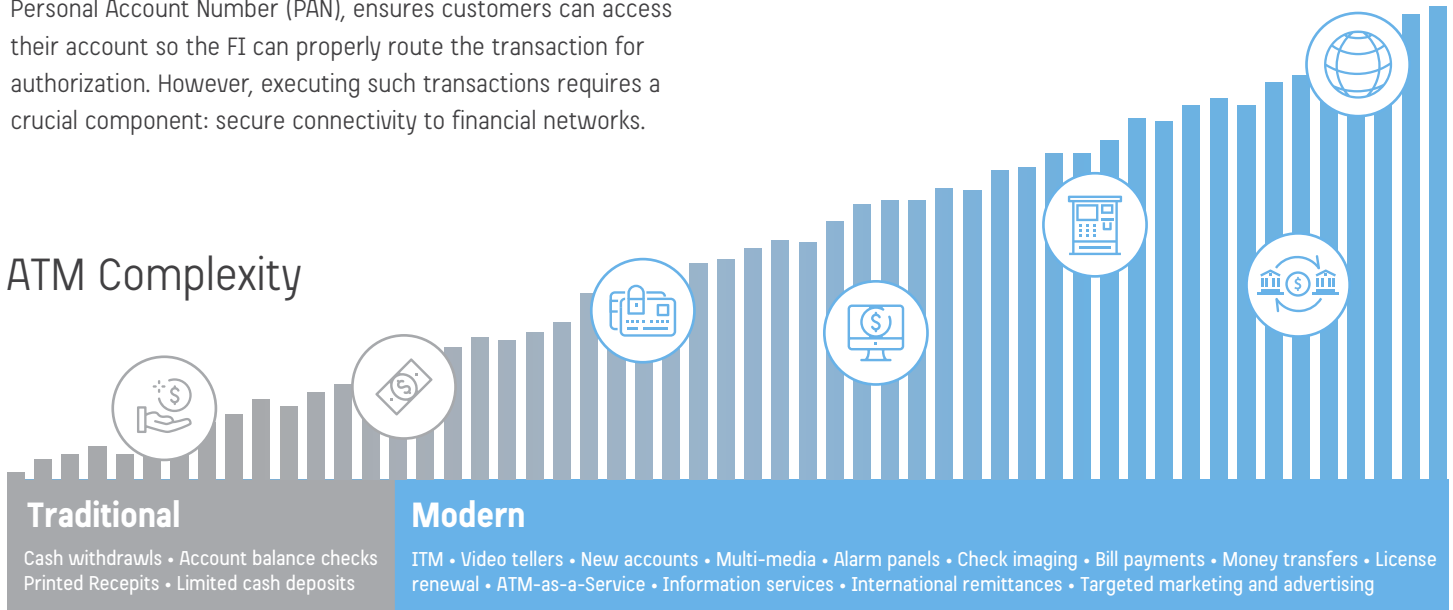 Personal Account Number (PAN), ensures customers can access
their account so the FI can properly route the transaction for
authorization. However, executing such transactions requires a
crucial component: secure connectivity to financial networks.
ATM Complexity
Traditional
Cash withdrawls • Account balance checks
Printed Recepits • Limited cash deposits
Modern
ITM • Video tellers • New accounts • Multi-media • Alarm panels • Check imaging • Bill payments • Money transfers • License
renewal • ATM-as-a-Service • Information services • International remittances • Targeted marketing and advertising